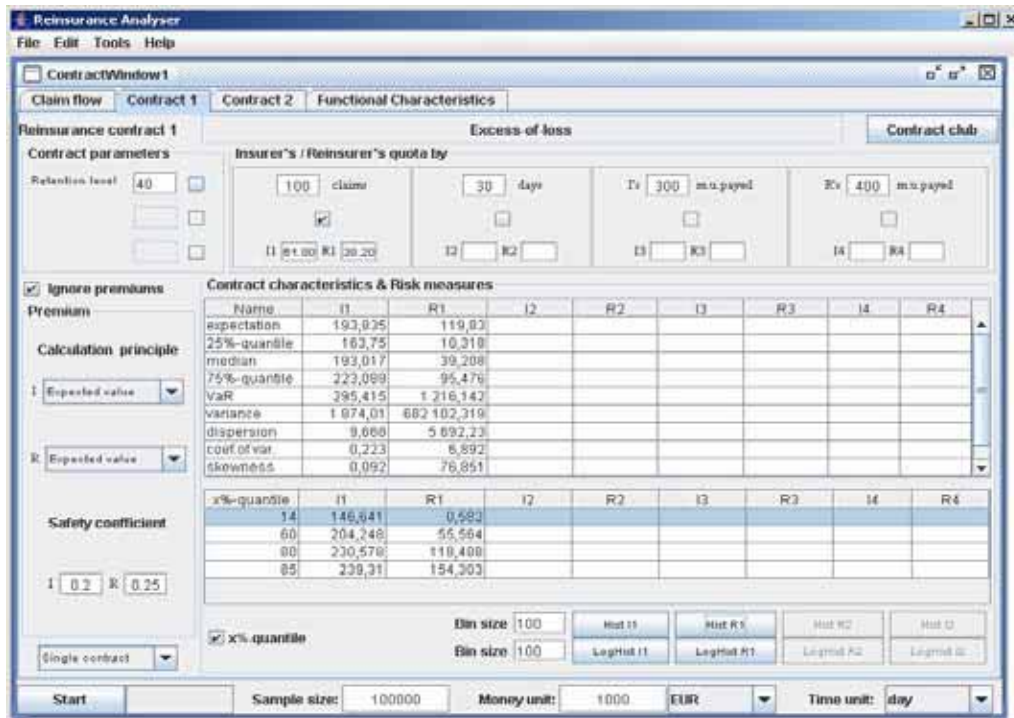 Reinsurance Analyser
File Edit Tools Help
ContractWindow1
Claim flow Contract 1 Contract 2 Functional Characteristics
Reinsurance contract 1 Excess of loss Contract club
Contract parameters Insurer's / Reinsurer's quota by
Retention level 40 100 claims 30 days I's 300 m.u.payed R's 400 m.u.payed
I1 R1 I2 R2 I3 R3 I4 R4
Ignore premiums Contract characteristics & Risk measures
Premium
Name I1 R1 I2 R2 I3 R3 I4 R4
expectation 193,835 119,83
25%-quantile 163,75 10,318
Calculation principle
median 193,017 39,208
75%-quantile 223,089 95,476
I Expected value
VaR 295,415 1 216,142
variance 1 874,01 682 102,319
dispersion 9,668 5 692,23
coef.of var. 0,223 6,892
R Expected value
skewness 0,092 76,851
x%-quantile I1 R1 I2 R2 I3 R3 I4 R4
14 146,641 0,583
Safety coefficient
60 204,248 55,564
80 230,578 118,488
85 239,31 154,303
I 0.2 R 0.25
x% quantile Bin size 100 Hist I1 Hist R1 Hist R2 Hist I2
Single contract Bin size 100 LogHist I1 LogHist R1 LogHist R2 LogHist I2
Start Sample size: 100000 Money unit: 1000 EUR Time unit: day